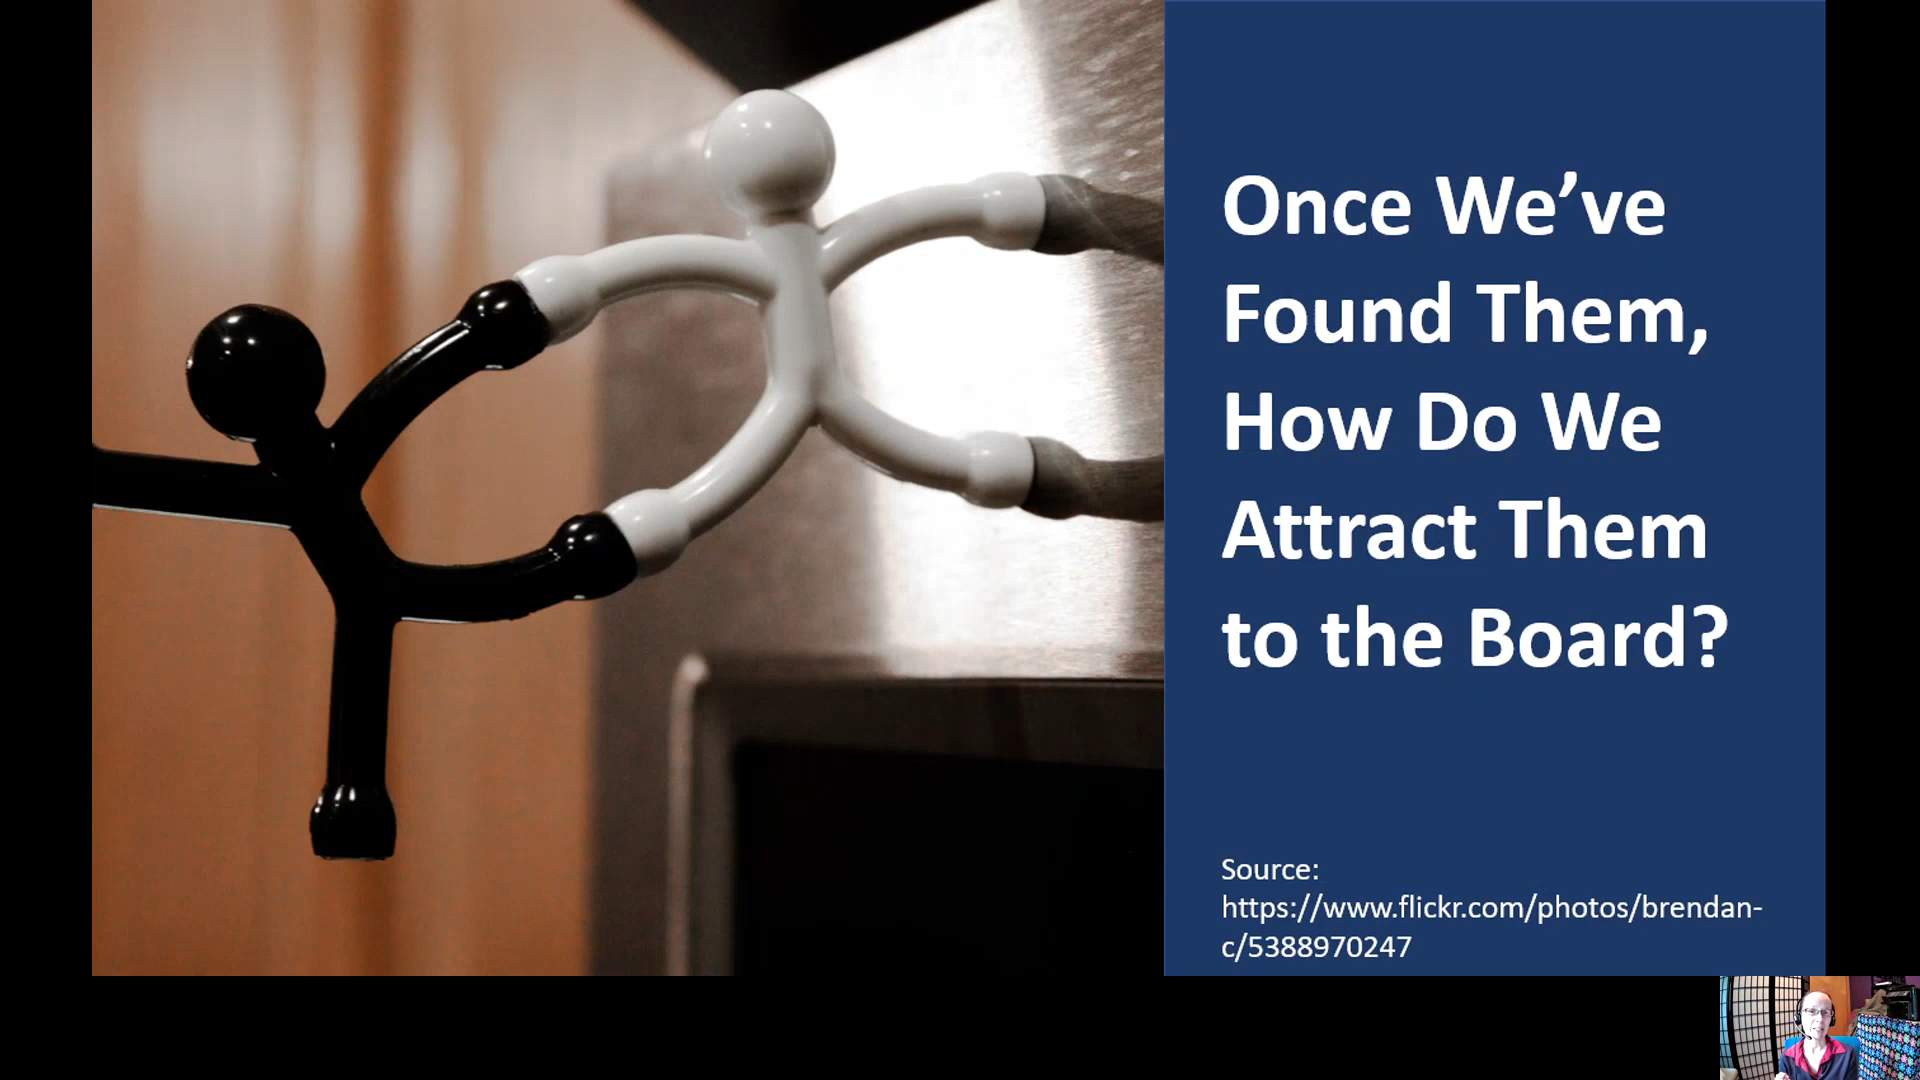 Once We’ve
Found Them,
How Do We
Attract Them
to the Board?
Source:
https://www.flickr.com/photos/brendan-
c/5388970247